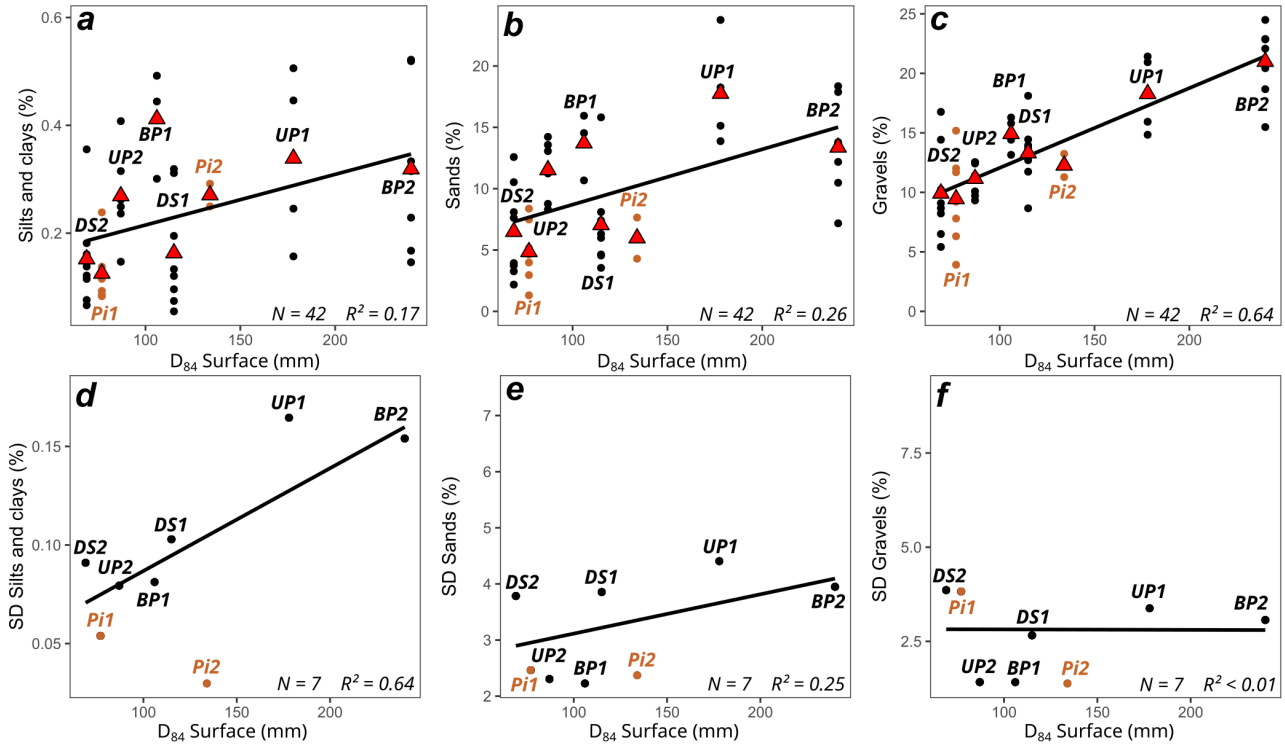 a
Silts and clays (%)
0.6
0.4
0.2
DS2
Pi1
UP2
BP1
DS1
Pi2
UP1
BP2
N = 42 R² = 0.17
100 150 200
D₈₄ Surface (mm)
b
Sands (%)
20
15
10
5
0
DS2
Pi1
UP2
BP1
DS1
Pi2
UP1
BP2
N = 42 R² = 0.26
100 150 200
D₈₄ Surface (mm)
c
Gravels (%)
25
20
15
10
5
0
DS2
Pi1
UP2
BP1
DS1
Pi2
UP1
BP2
N = 42 R² = 0.64
100 150 200
D₈₄ Surface (mm)
d
SD Silts and clays (%)
0.15
0.10
0.05
DS2
UP2
Pi1
BP1
DS1
Pi2
UP1
BP2
N = 7 R² = 0.64
100 150 200
D₈₄ Surface (mm)
e
SD Sands (%)
7
6
5
4
3
2
DS2
Pi1
UP2
BP1
DS1
Pi2
UP1
BP2
N = 7 R² = 0.25
100 150 200
D₈₄ Surface (mm)
f
SD Gravels (%)
7.5
5.0
2.5
DS2
Pi1
UP2
BP1
DS1
Pi2
UP1
BP2
N = 7 R² < 0.01
100 150 200
D₈₄ Surface (mm)